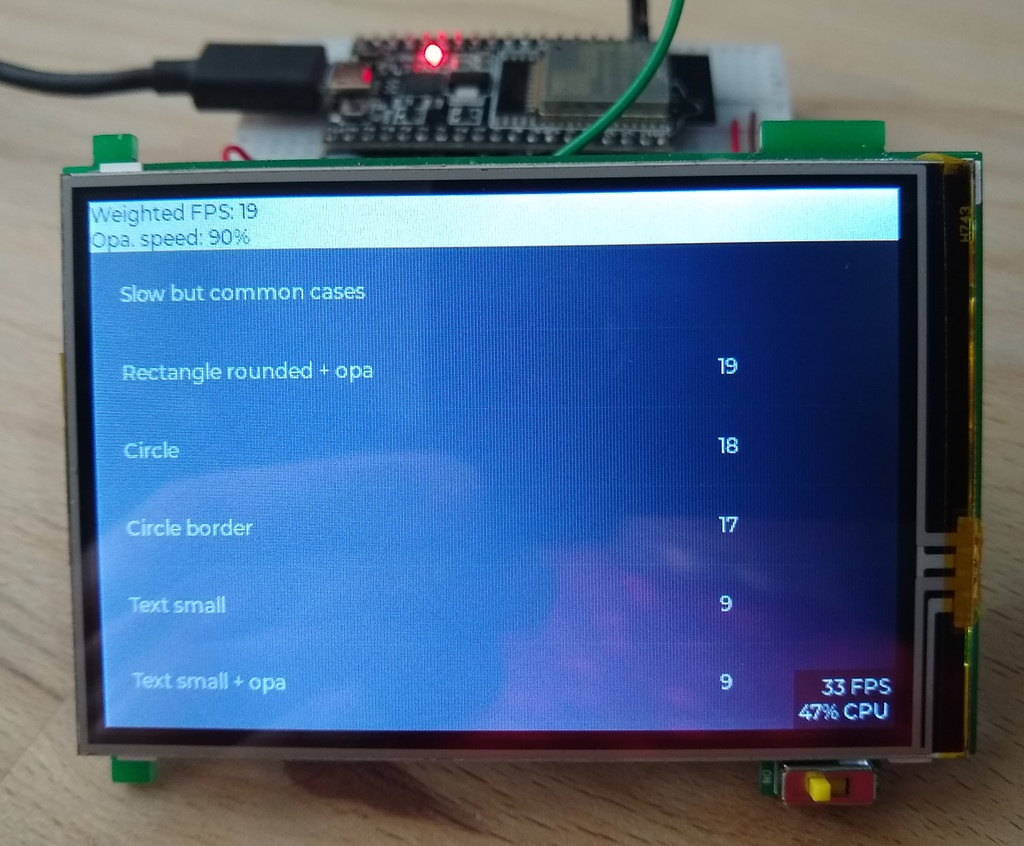 Weighted FPS: 19
Opa. speed: 90%
Slow but common cases
Rectangle rounded + opa 19
Circle 18
Circle border 17
Text small 9
Text small + opa 9
33 FPS
47% CPU